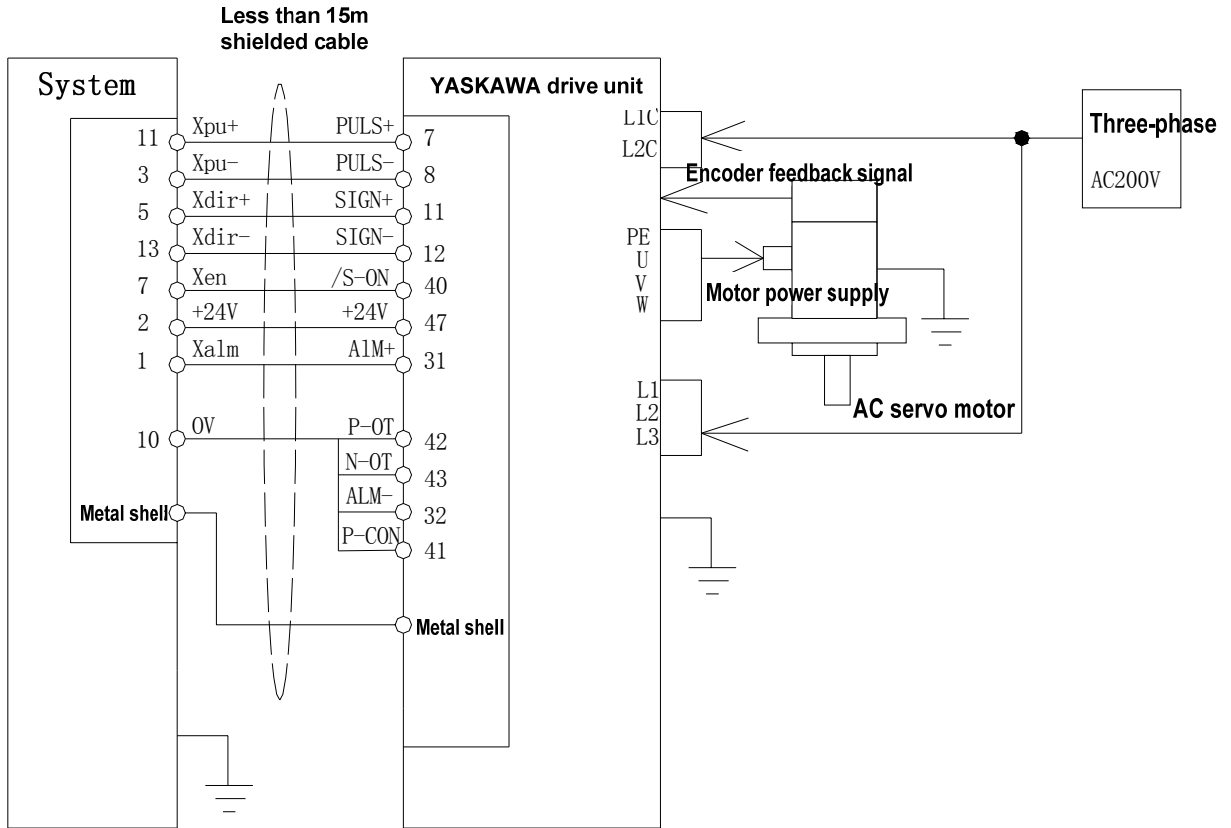 Less than 15m
shielded cable
System
YASKAWA drive unit
11 Xpu+ PULS+ 7
3 Xpu- PULS- 8
5 Xdir+ SIGN+ 11
13 Xdir- SIGN- 12
7 Xen /S-ON 40
2 +24V +24V 47
1 Xalm AlM+ 31
10 0V P-OT 42
N-OT 43
ALM- 32
P-CON 41
Metal shell
Metal shell
L1C
L2C
Encoder feedback signal
PE
U
V
W
Motor power supply
L1
L2
L3
AC servo motor
Three-phase
AC200V